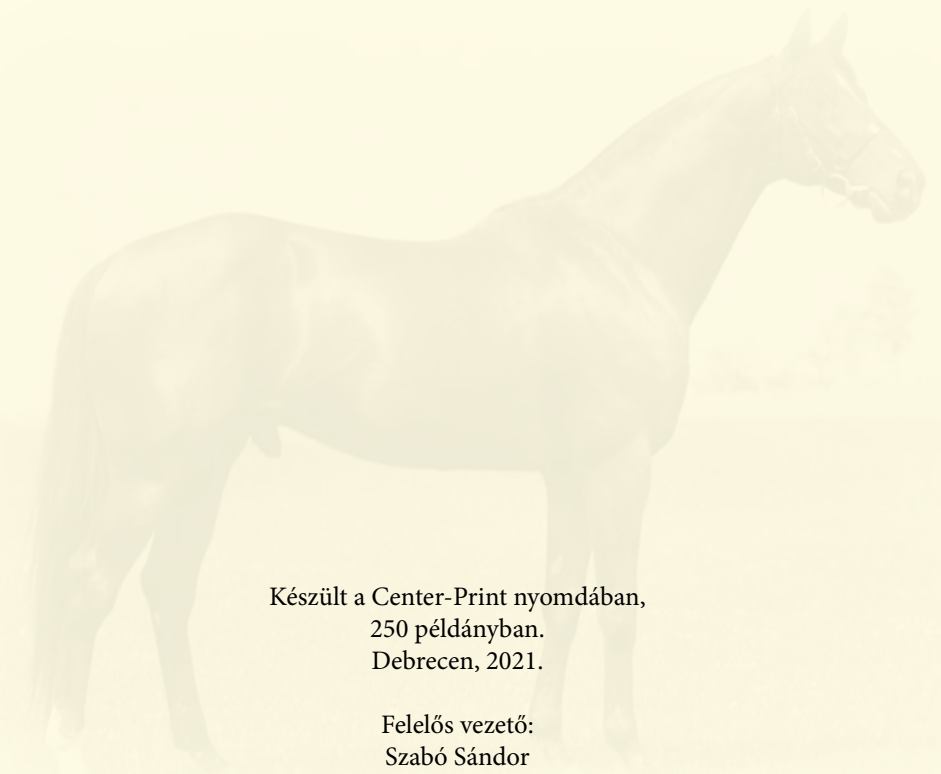 Készült a Center-Print nyomdában,
250 példányban.
Debrecen, 2021.
Felelős vezető:
Szabó Sándor